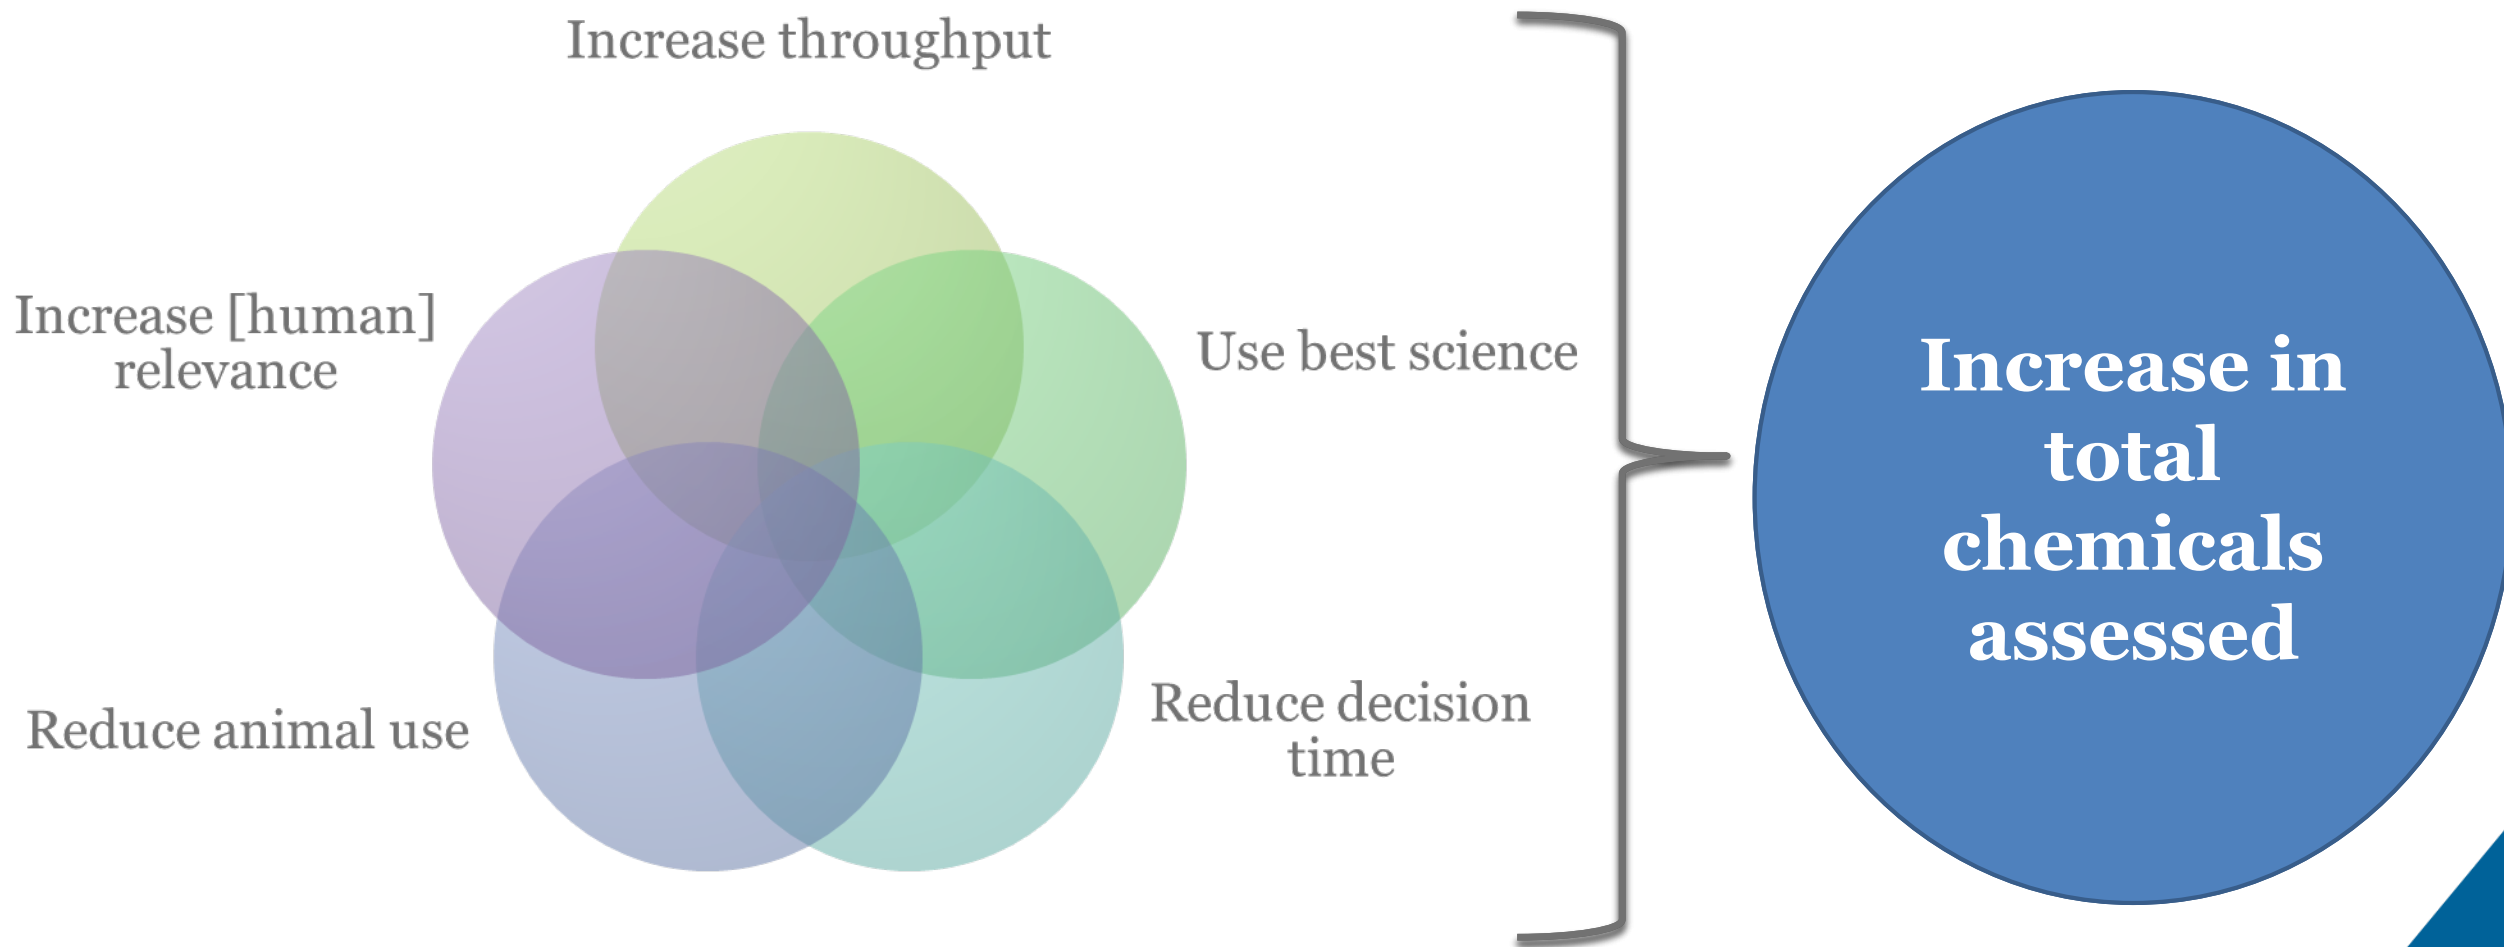 Increase throughput
Increase [human]
relevance
Use best science
Reduce animal use
Reduce decision
time
Increase in
total
chemicals
assessed